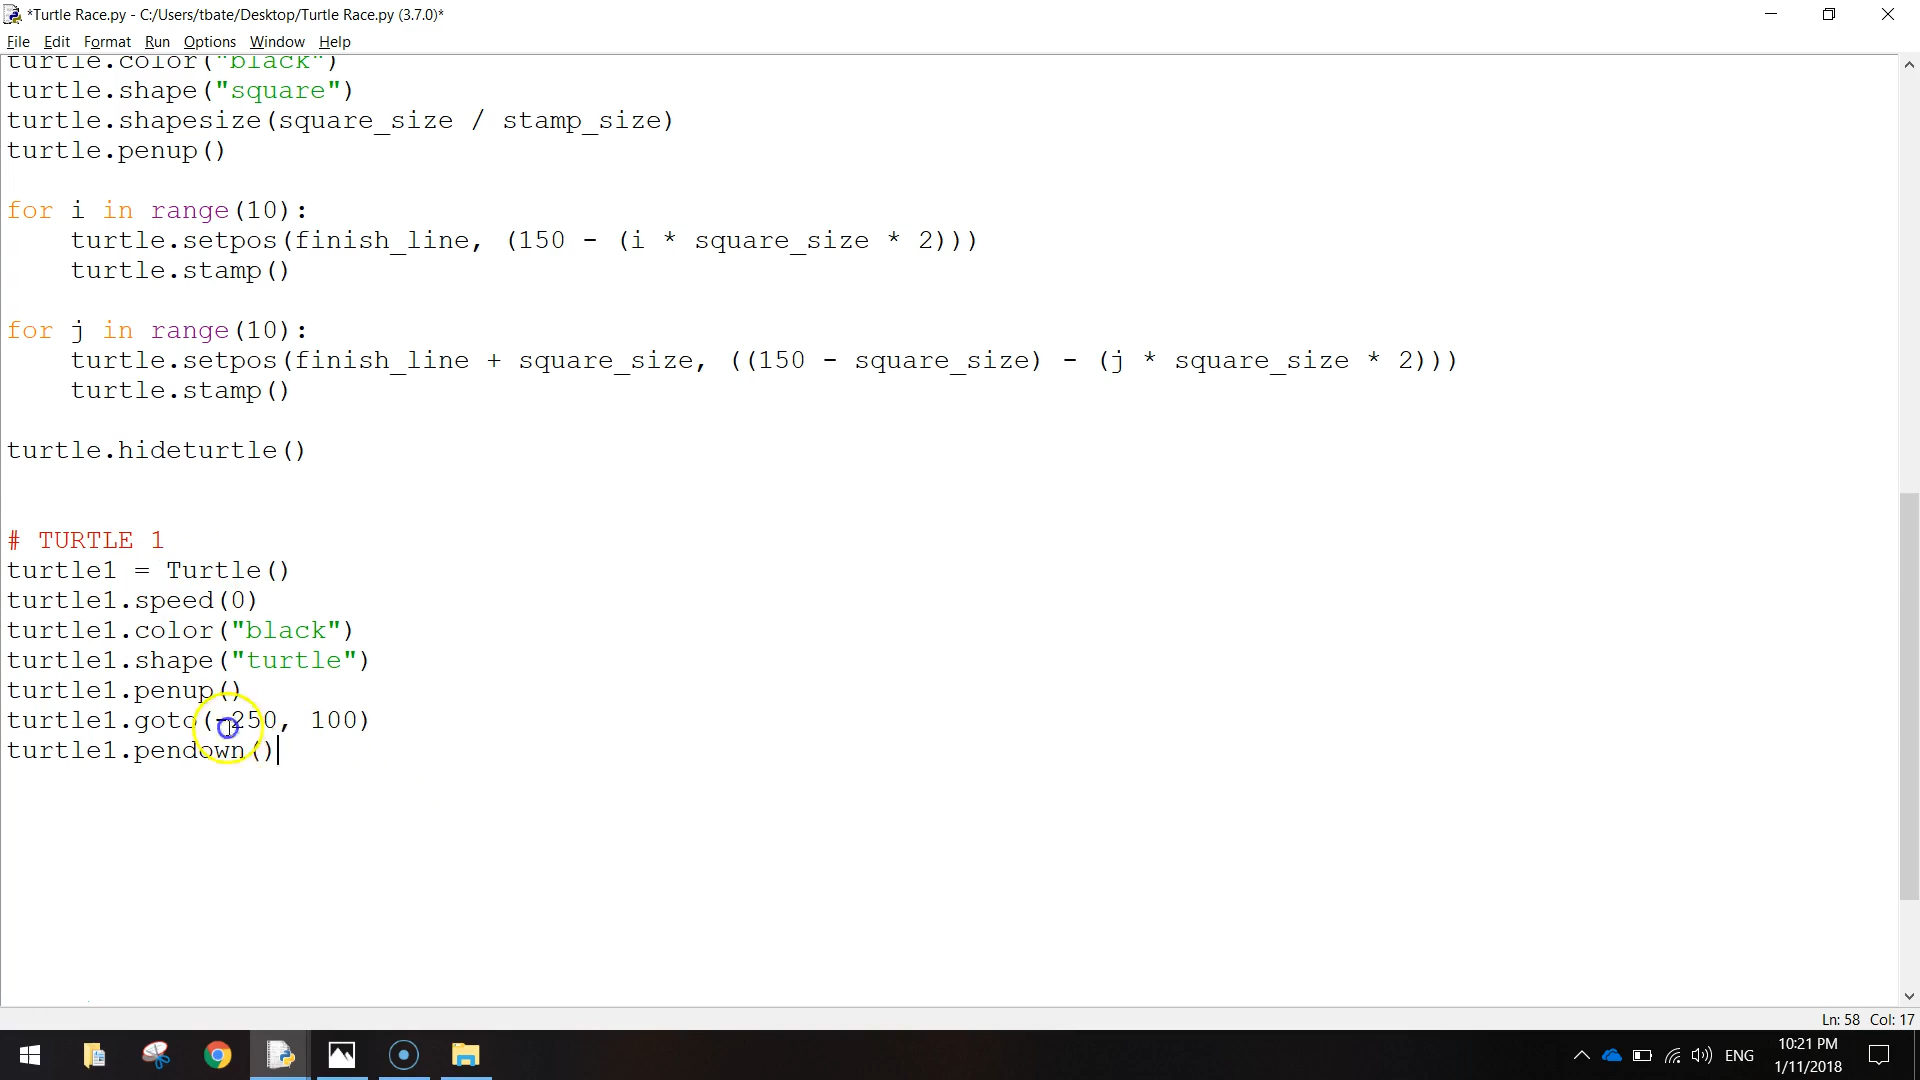 *Turtle Race.py - C:/Users/tbate/Desktop/Turtle Race.py (3.7.0)*
File Edit Format Run Options Window Help
turtle.color("black")
turtle.shape("square")
turtle.shapesize(square_size / stamp_size)
turtle.penup()
for i in range(10):
turtle.setpos(finish_line, (150 - (i * square_size * 2)))
turtle.stamp()
for j in range(10):
turtle.setpos(finish_line + square_size, ((150 - square_size) - (j * square_size * 2)))
turtle.stamp()
turtle.hideturtle()
# TURTLE 1
turtle1 = Turtle()
turtle1.speed(0)
turtle1.color("black")
turtle1.shape("turtle")
turtle1.penup()
turtle1.goto(-250, 100)
turtle1.pendown()
Ln: 58 Col: 17
ENG
10:21 PM
1/11/2018